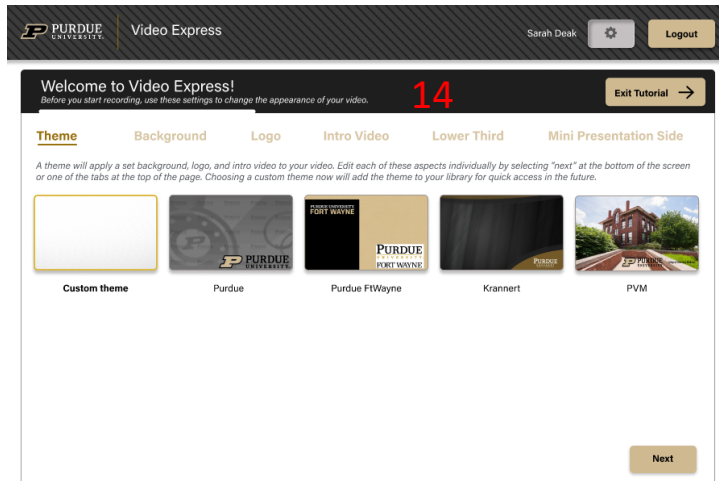 PURDUE
UNIVERSITY.
Video Express
Sarah Deak
Logout
Welcome to Video Express!
Before you start recording, use these settings to change the appearance of your video.
14
Exit Tutorial
Theme
Background
Logo
Intro Video
Lower Third
Mini Presentation Side
A theme will apply a set background, logo, and intro video to your video. Edit each of these aspects individually by selecting “next” at the bottom of the screen
or one of the tabs at the top of the page. Choosing a custom theme now will add the theme to your library for quick access in the future.
PURDUE
UNIVERSITY.
PURDUE UNIVERSITY
FORT WAYNE
PURDUE
UNIVERSITY
FORT WAYNE
PURDUE
PURDUE
UNIVERSITY
Custom theme
Purdue
Purdue FtWayne
Krannert
PVM
Next